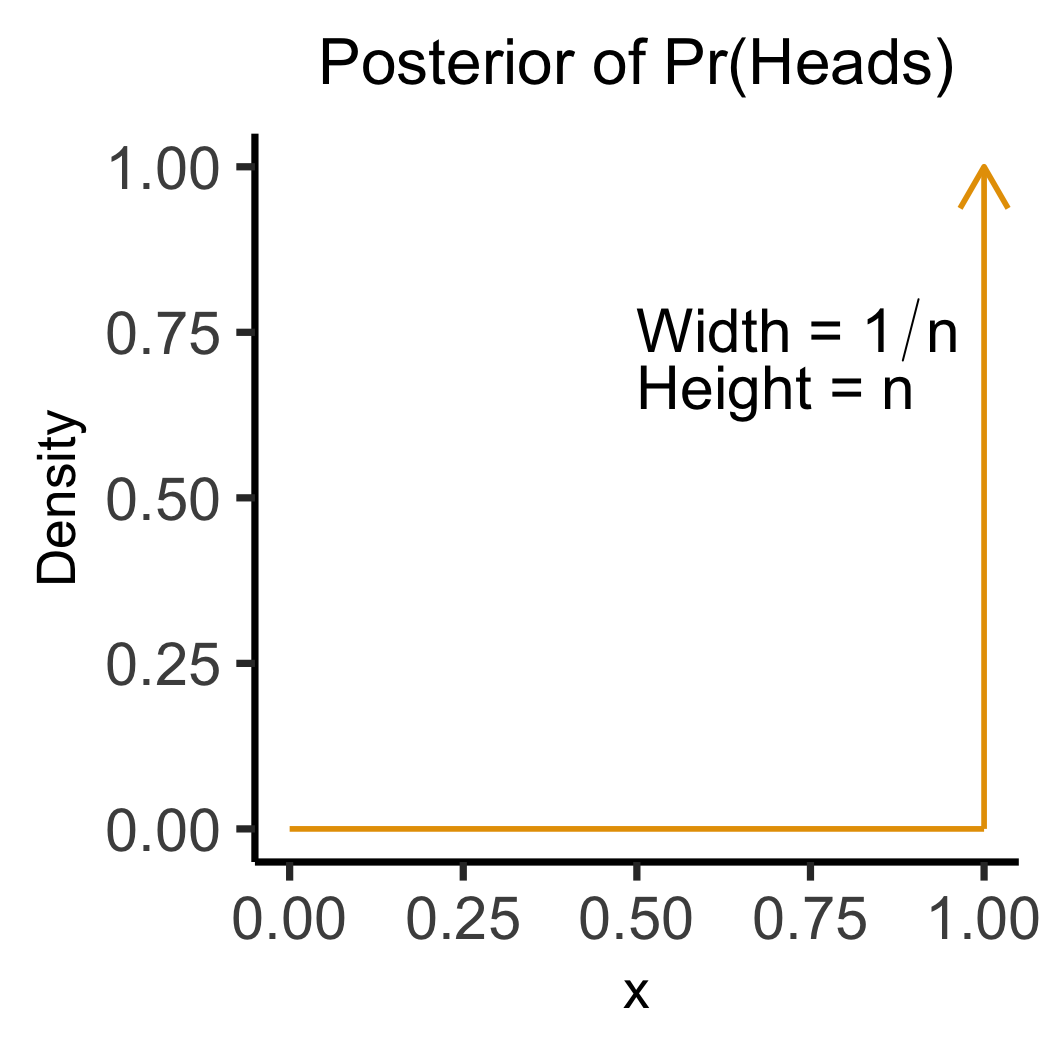 Posterior of Pr(Heads)
1.00
0.75
0.50
0.25
0.00
Density
Width = 1/n
Height = n
0.00 0.25 0.50 0.75 1.00
x